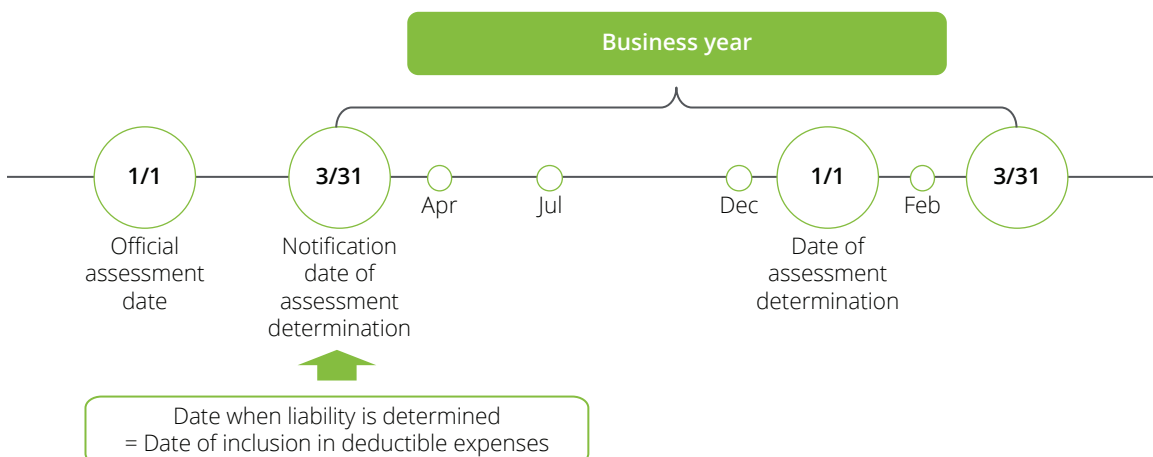 Business year
1/1
3/31
1/1
3/31
Apr
Jul
Dec
Feb
Official
assessment
date
Notification
date of
assessment
determination
Date of
assessment
determination
Date when liability is determined
= Date of inclusion in deductible expenses